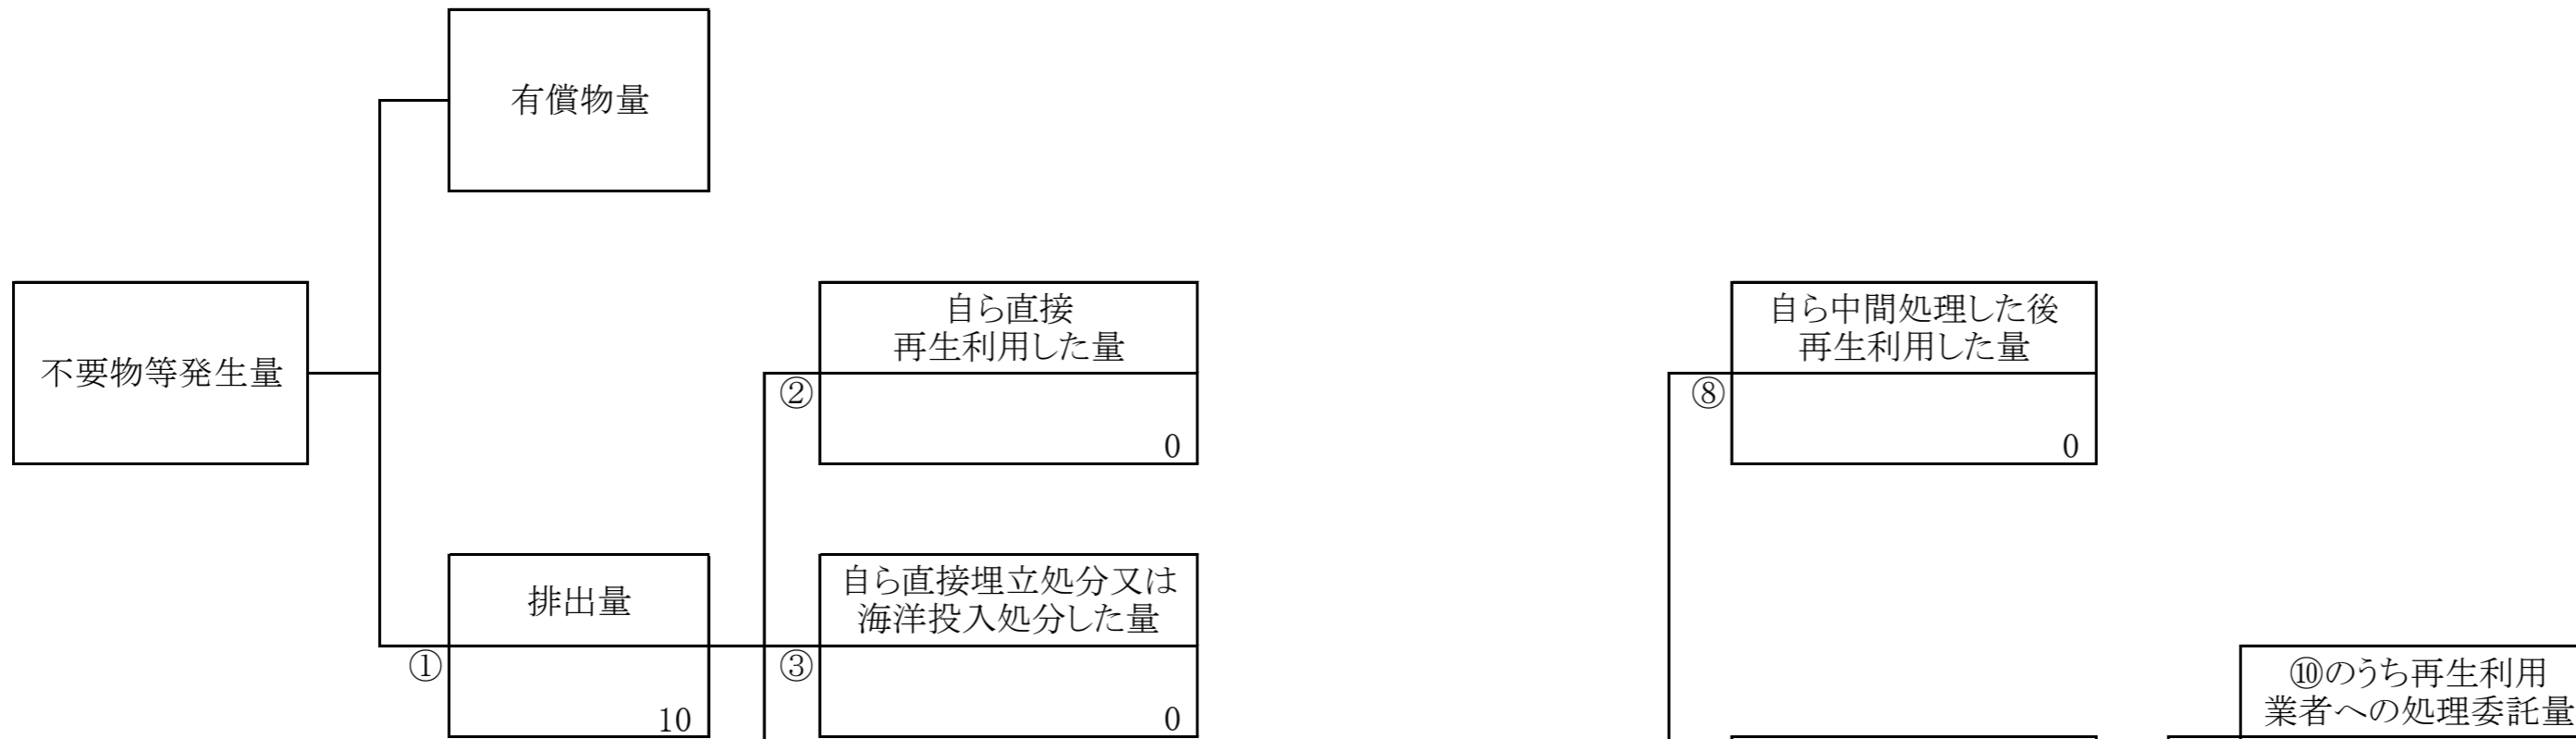 有償物量
不要物等発生量
自ら直接
再生利用した量
②
0
自ら中間処理した後
再生利用した量
⑧
0
排出量
①
10
自ら直接埋立処分又は
海洋投入処分した量
③
0
⑩のうち再生利用
業者への処理委託量